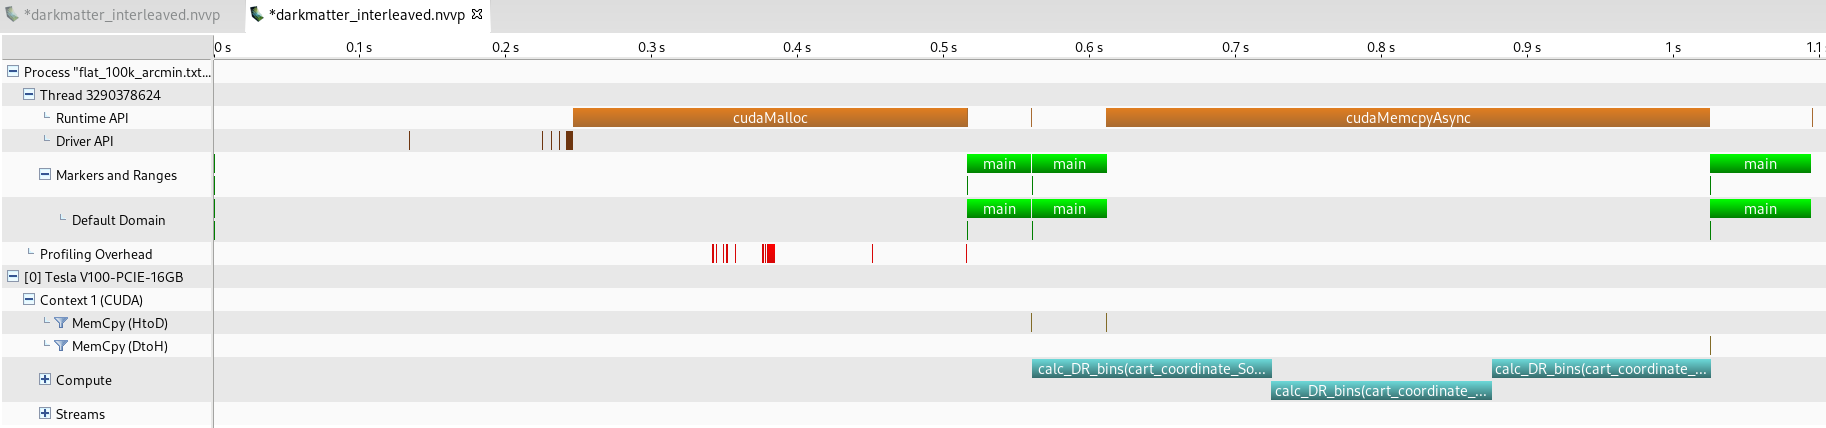 *darkmatter_interleaved.nvvp *darkmatter_interleaved.nvvp
0 s 0.1 s 0.2 s 0.3 s 0.4 s 0.5 s 0.6 s 0.7 s 0.8 s 0.9 s 1 s 1.1
Process "flat_100k_arcmin.txt...
Thread 3290378624
Runtime API cudaMalloc cudaMemcpyAsync
Driver API
main main main
Markers and Ranges
main main main
Default Domain
Profiling Overhead
[0] Tesla V100-PCIE-16GB
Context 1 (CUDA)
MemCpy (HtoD)
MemCpy (DtoH)
calc_DR_bins(cart_coordinate_So... calc_DR_bins(cart_coordinate_...
Compute
calc_DR_bins(cart_coordinate_...
Streams